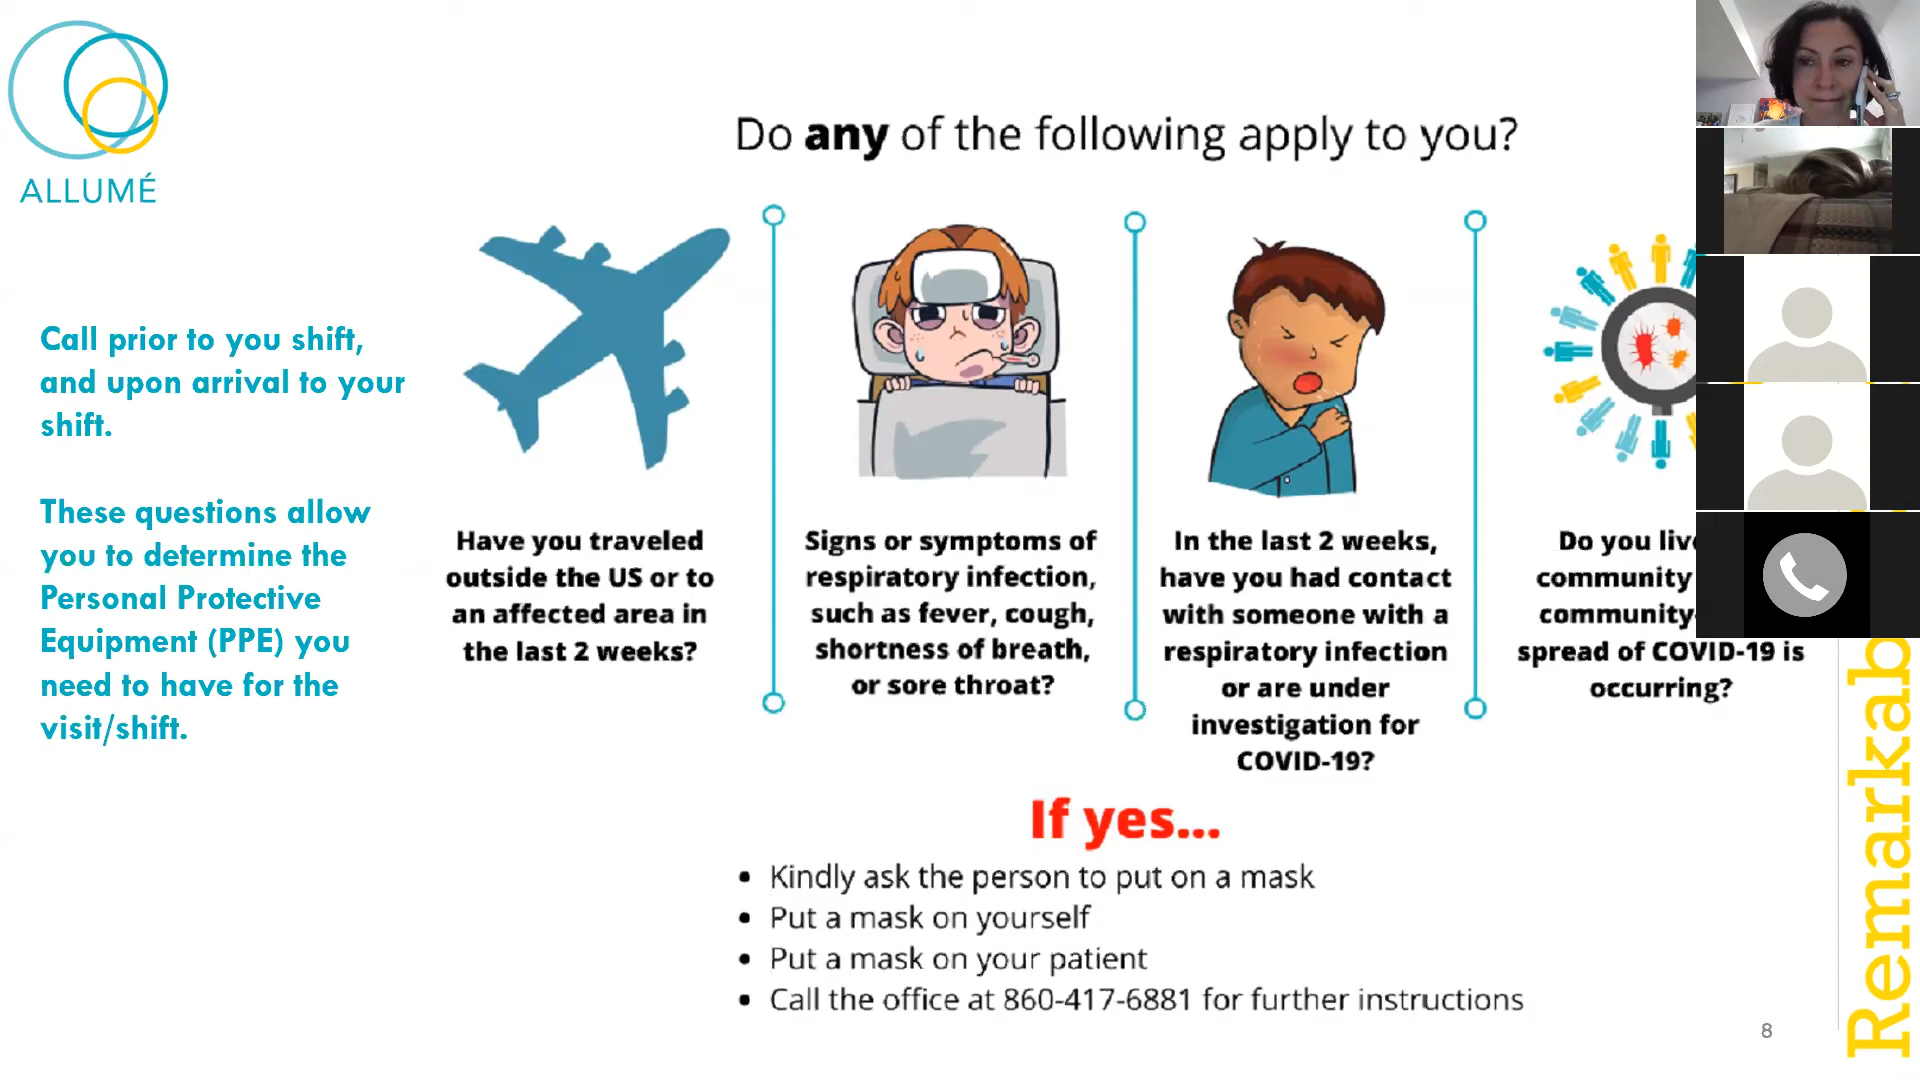 ALLUMÉ
Do any of the following apply to you?
Call prior to you shift,
and upon arrival to your
shift.
These questions allow
you to determine the
Personal Protective
Equipment (PPE) you
need to have for the
visit/shift.
Have you traveled
outside the US or to
an affected area in
the last 2 weeks?
Signs or symptoms of
respiratory infection,
such as fever, cough,
shortness of breath,
or sore throat?
In the last 2 weeks,
have you had contact
with someone with a
respiratory infection
or are under
investigation for
COVID-19?
Do you
community
community-
spread of COVID-19 is
occurring?
If yes...
• Kindly ask the person to put on a mask
• Put a mask on yourself
• Put a mask on your patient
• Call the office at 860-417-6881 for further instructions
8
Remarkab